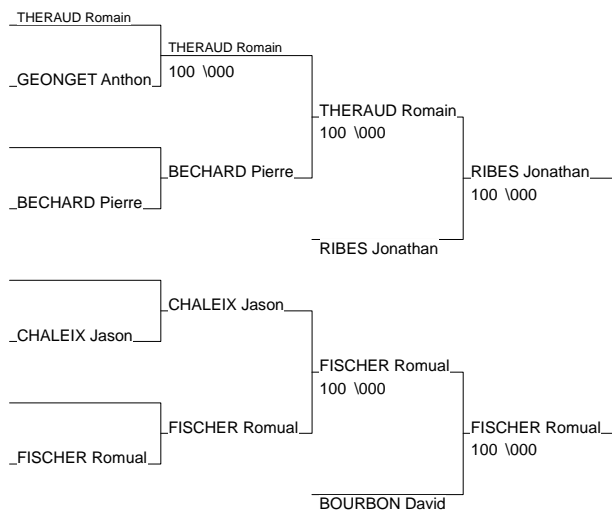 THERAUD Romain
THERAUD Romain
100 \000
GEONGET Anthon
THERAUD Romain
100 \000
BECHARD Pierre
RIBES Jonathan
100 \000
BECHARD Pierre
RIBES Jonathan
CHALEIX Jason
CHALEIX Jason
FISCHER Romual
100 \000
FISCHER Romual
FISCHER Romual
100 \000
FISCHER Romual
BOURBON David